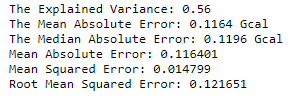 The Explained Variance: 0.56
The Mean Absolute Error: 0.1164 Gcal
The Median Absolute Error: 0.1196 Gcal
Mean Absolute Error: 0.116401
Mean Squared Error: 0.014799
Root Mean Squared Error: 0.121651